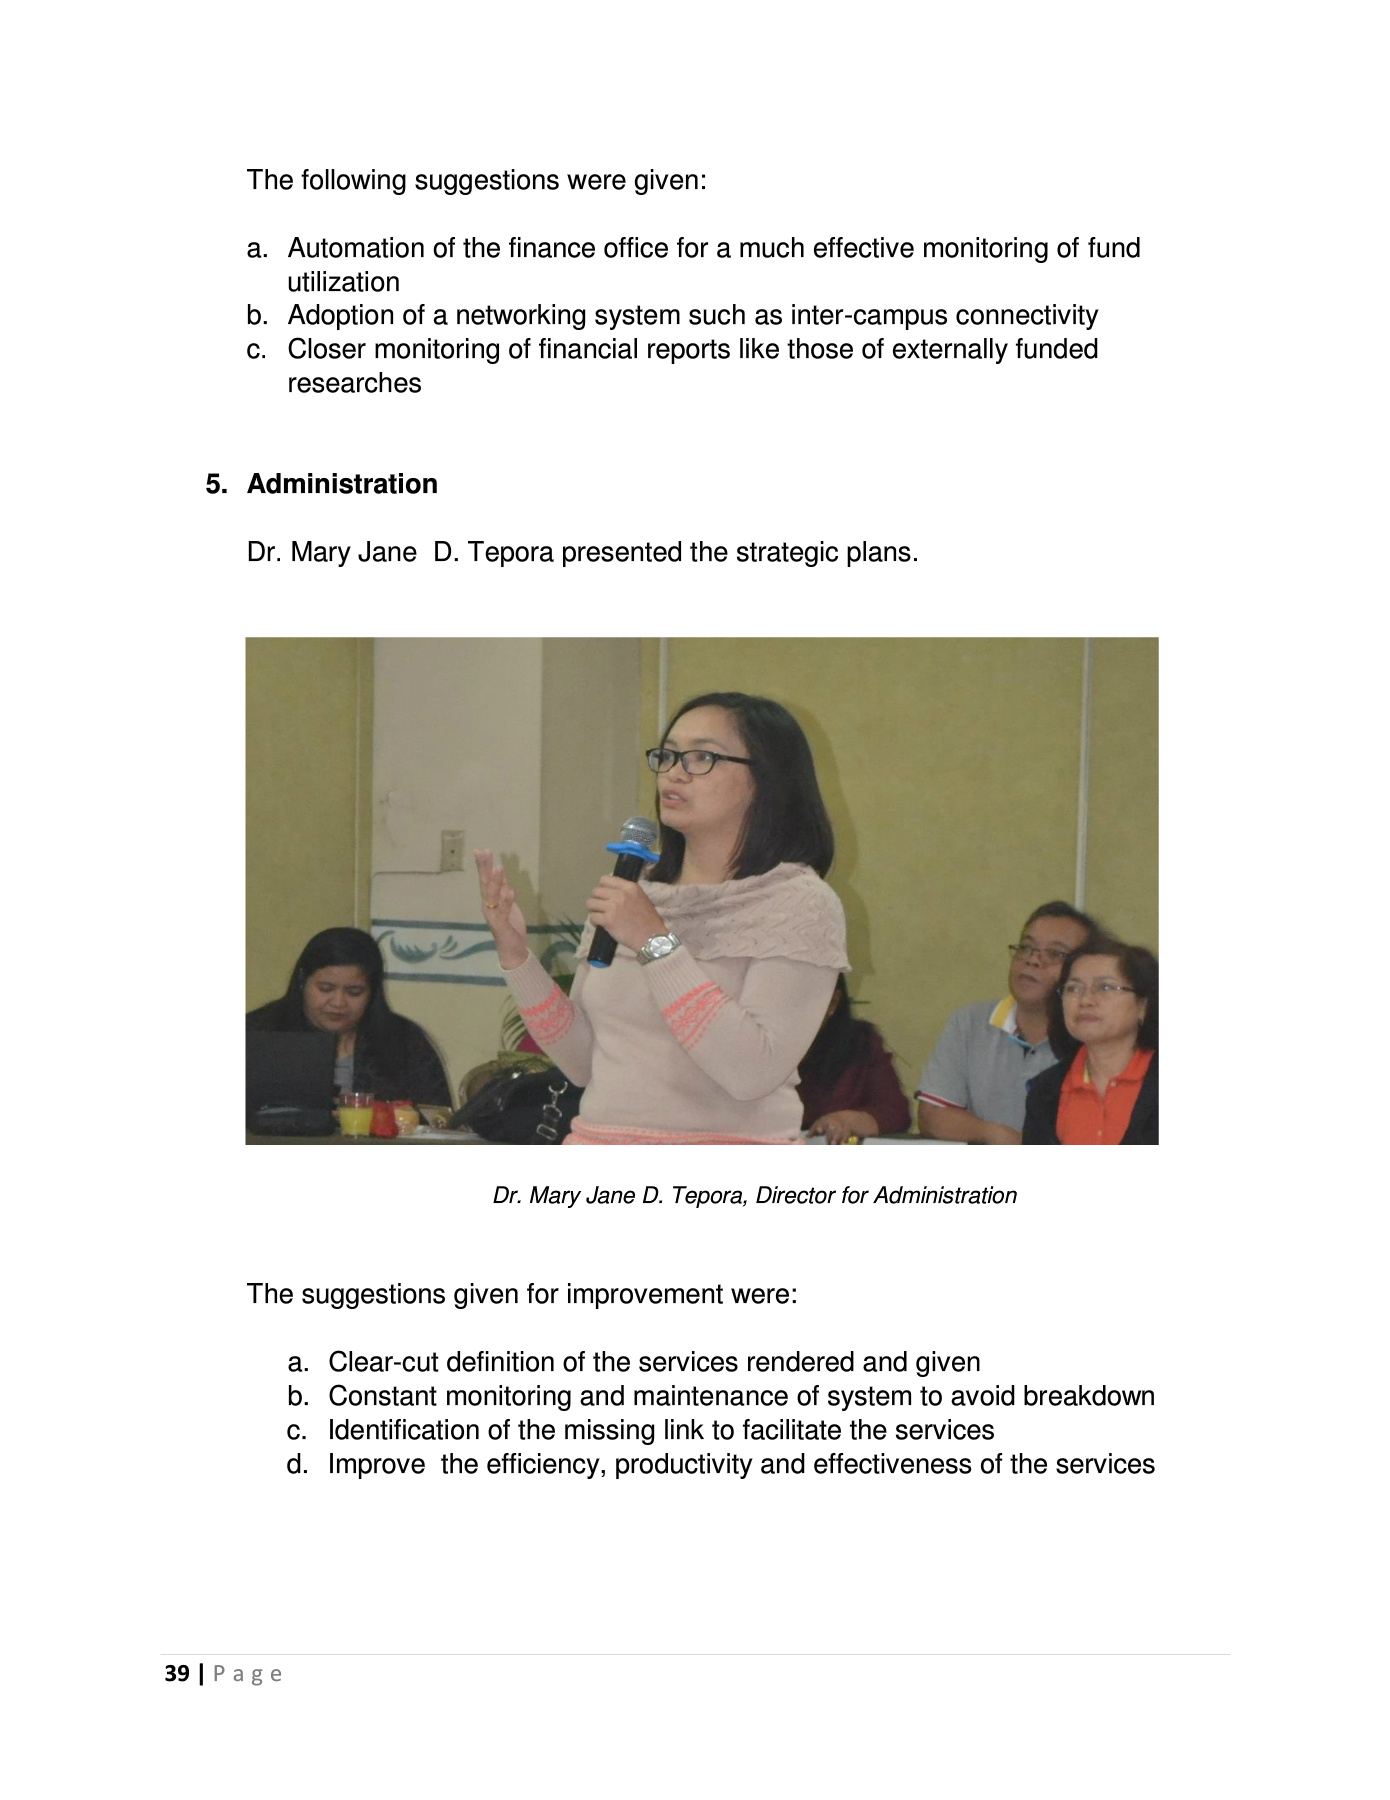 The following suggestions were given:
a. Automation of the finance office for a much effective monitoring of fund
utilization
b. Adoption of a networking system such as inter-campus connectivity
c. Closer monitoring of financial reports like those of externally funded
researches
5. Administration
Dr. Mary Jane D. Tepora presented the strategic plans.
Dr. Mary Jane D. Tepora, Director for Administration
The suggestions given for improvement were:
a. Clear-cut definition of the services rendered and given
b. Constant monitoring and maintenance of system to avoid breakdown
c. Identification of the missing link to facilitate the services
d. Improve the efficiency, productivity and effectiveness of the services
39 | Page